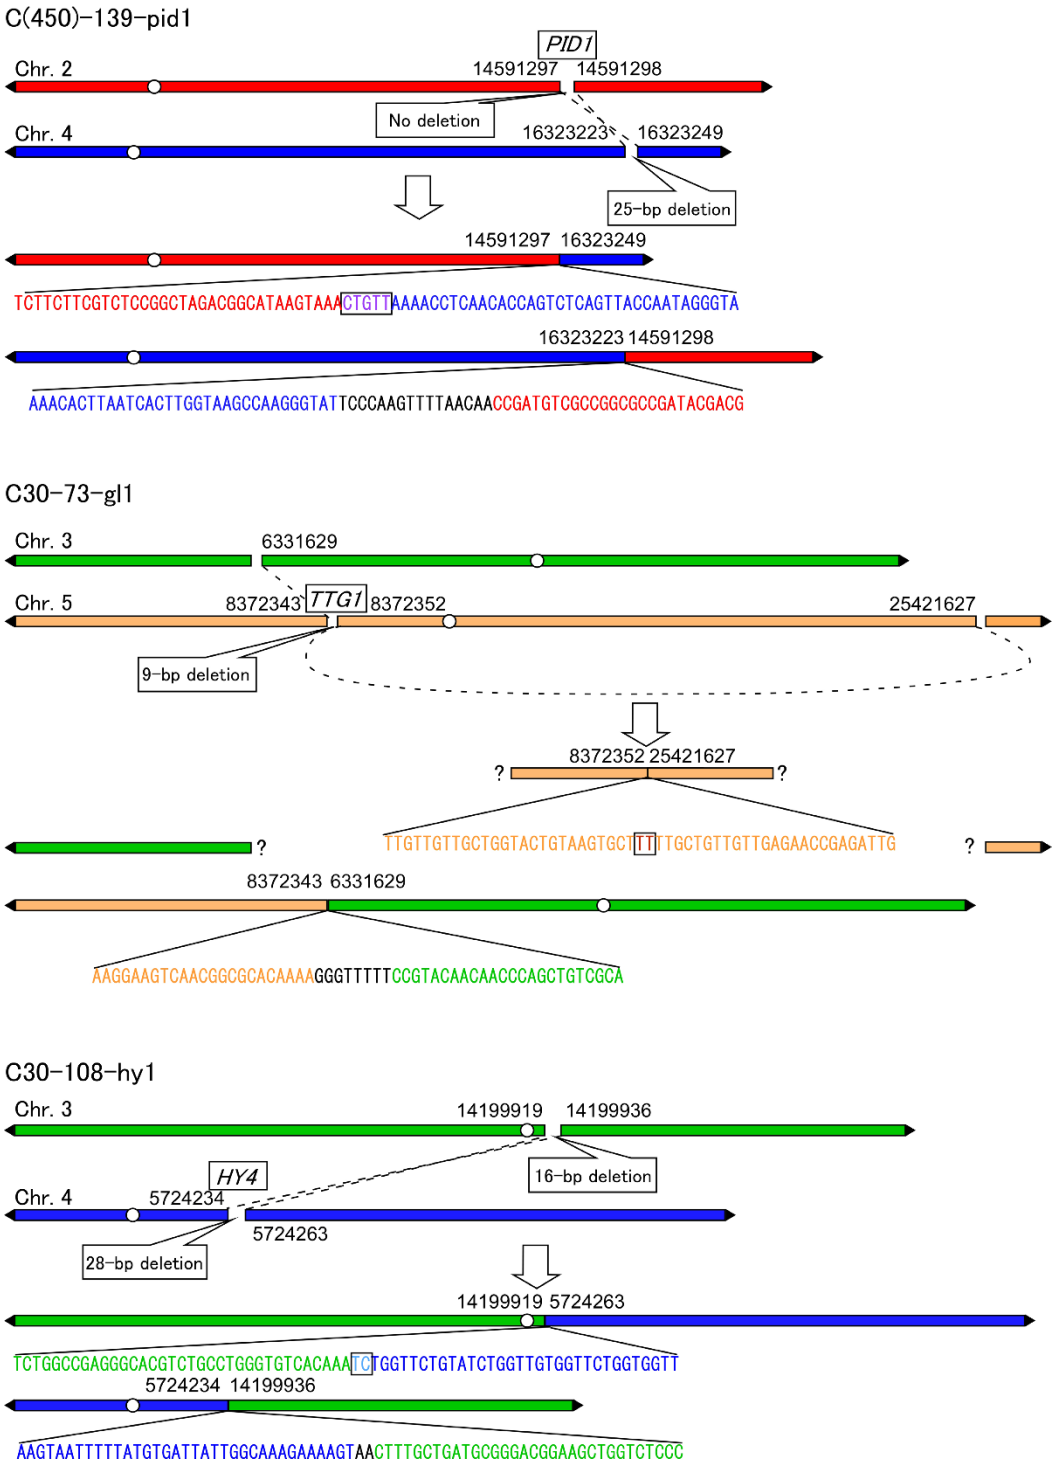 C(450)-139-pid1
PID1
Chr. 2
14591297 14591298
No deletion
Chr. 4
16323223 16323249
25-bp deletion
14591297 16323249
TCTTCTTCGTCTCCGGCTAGACGGCATAAGTAAACTGTTAAAACCTCAACACCAGTCTCAGTTACCAATAGGGTA
16323223 14591298
AAACACTTAATCACTTGGTAAGCCAAGGGTATTCCCAAGTTTTAACAACCGATGTCGCCGGCGCCGATACGACG
C30-73-gl1
Chr. 3
6331629
Chr. 5
8372343
TTG1
8372352
25421627
9-bp deletion
8372352 25421627
? ?
TTGTTGTTGCTGGTACTGTAAGTGCTTTTTGCTGTTGTTGAGAACCGAGATTG
? ?
8372343 6331629
AAGGAAGTCAACGGCGCACAAAAGGGTTTTTCCGTACAACAACCCAGCTGTCGCA
C30-108-hy1
Chr. 3
14199919 14199936
16-bp deletion
HY4
Chr. 4
5724234
5724263
28-bp deletion
14199919 5724263
TCTGGCCGAGGGCACGTCTGCCTGGGTGTCACAAATCTGGTTCTGTATCTGGTTGTGGTTCTGGTGGTT
5724234 14199936
AAGTAATTTTTATGTGATTATTGGCAAAGAAAAGTAACTTTGCTGATGCGGGACGGAAGCTGGTCTCCC